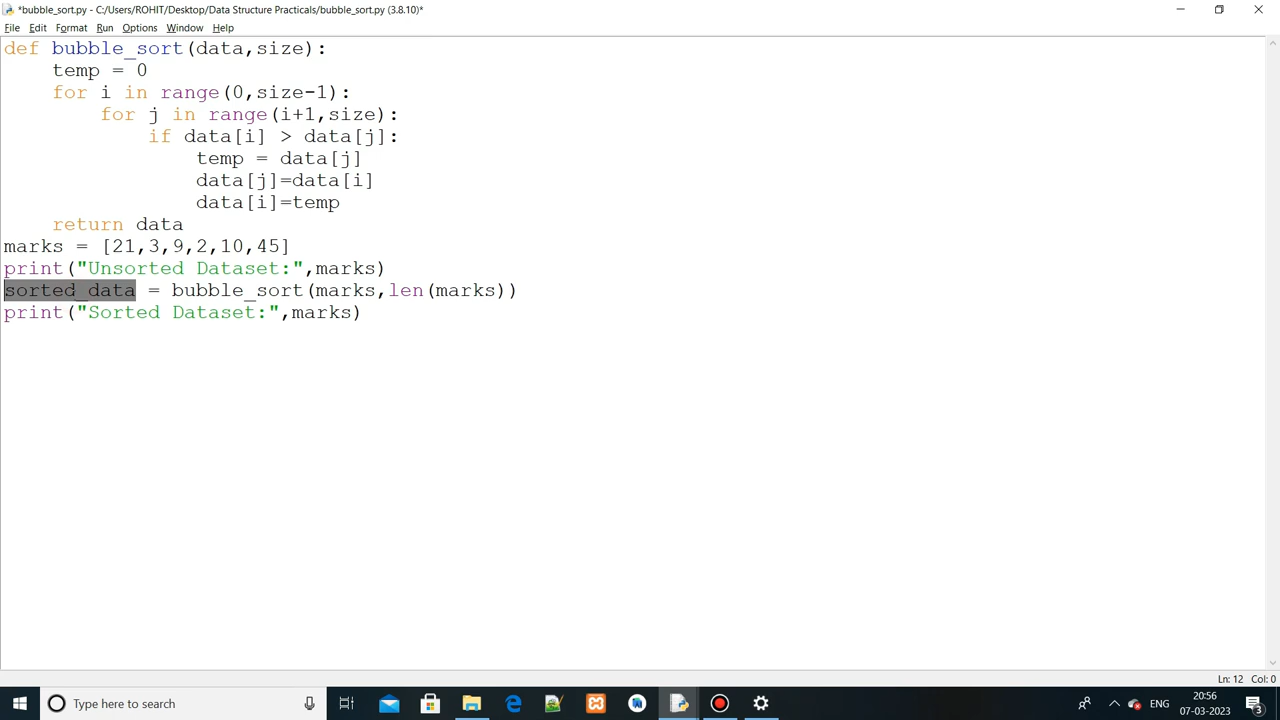 *bubble_sort.py - C:/Users/ROHIT/Desktop/Data Structure Practicals/bubble_sort.py (3.8.10)*
File Edit Format Run Options Window Help
def bubble_sort(data,size):
    temp = 0
    for i in range(0,size-1):
        for j in range(i+1,size):
            if data[i] > data[j]:
                temp = data[j]
                data[j]=data[i]
                data[i]=temp
    return data
marks = [21,3,9,2,10,45]
print("Unsorted Dataset:",marks)
sorted_data = bubble_sort(marks,len(marks))
print("Sorted Dataset:",marks)
Ln: 12 Col: 0
Type here to search
ENG
20:56
07-03-2023
3